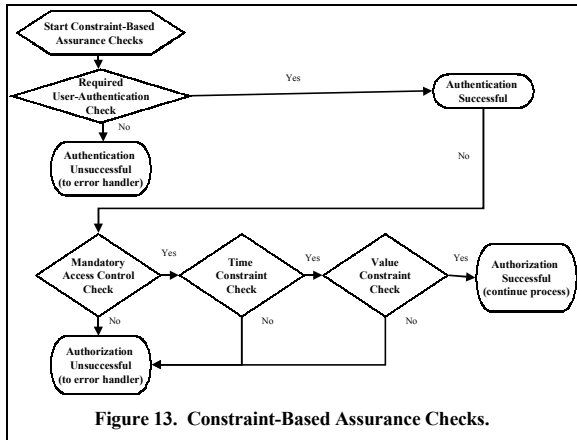 Start Constraint-Based
Assurance Checks
Required
User-Authentication
Check
Yes
Authentication
Successful
No
Authentication
Unsuccessful
(to error handler)
No
Mandatory
Access Control
Check
Yes
Time
Constraint
Check
Yes
Value
Constraint
Check
Yes
Authorization
Successful
(continue process)
No
No
No
Authorization
Unsuccessful
(to error handler)
Figure 13. Constraint-Based Assurance Checks.